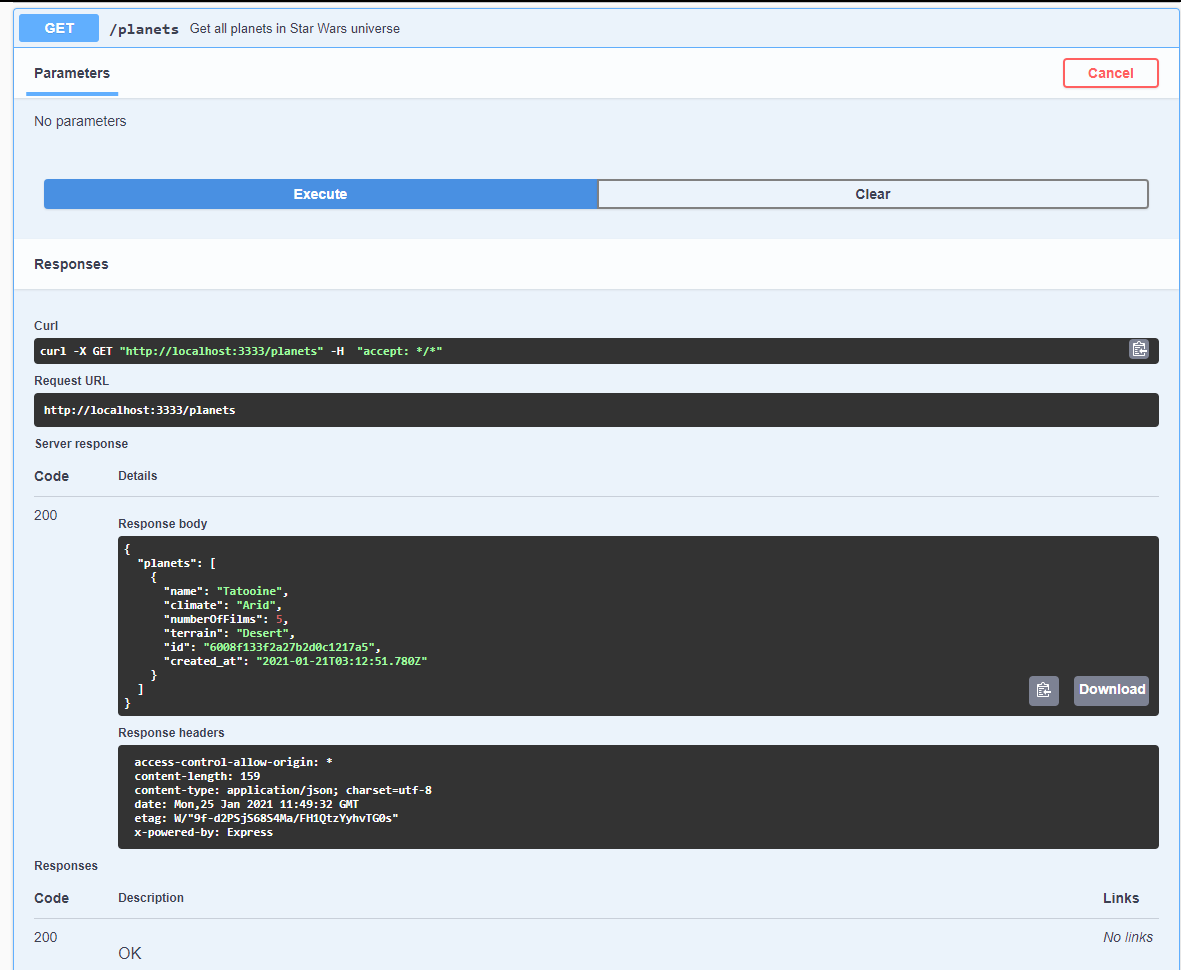 GET /planets Get all planets in Star Wars universe
Parameters Cancel
No parameters
Execute Clear
Responses
Curl
curl -X GET "http://localhost:3333/planets" -H  "accept: */*"
Request URL
http://localhost:3333/planets
Server response
Code Details
200
Response body
{
  "planets": [
    {
      "name": "Tatooine",
      "climate": "Arid",
      "numberOfFilms": 5,
      "terrain": "Desert",
      "id": "6008f133f2a27b2d0c1217a5",
      "created_at": "2021-01-21T03:12:51.780Z"
    }
  ]
}
Download
Response headers
access-control-allow-origin: *
content-length: 159
content-type: application/json; charset=utf-8
date: Mon,25 Jan 2021 11:49:32 GMT
etag: W/"9f-d2PSjS68S4Ma/FH1QtzYyhvTG0s"
x-powered-by: Express
Responses
Code Description Links
200 No links
OK